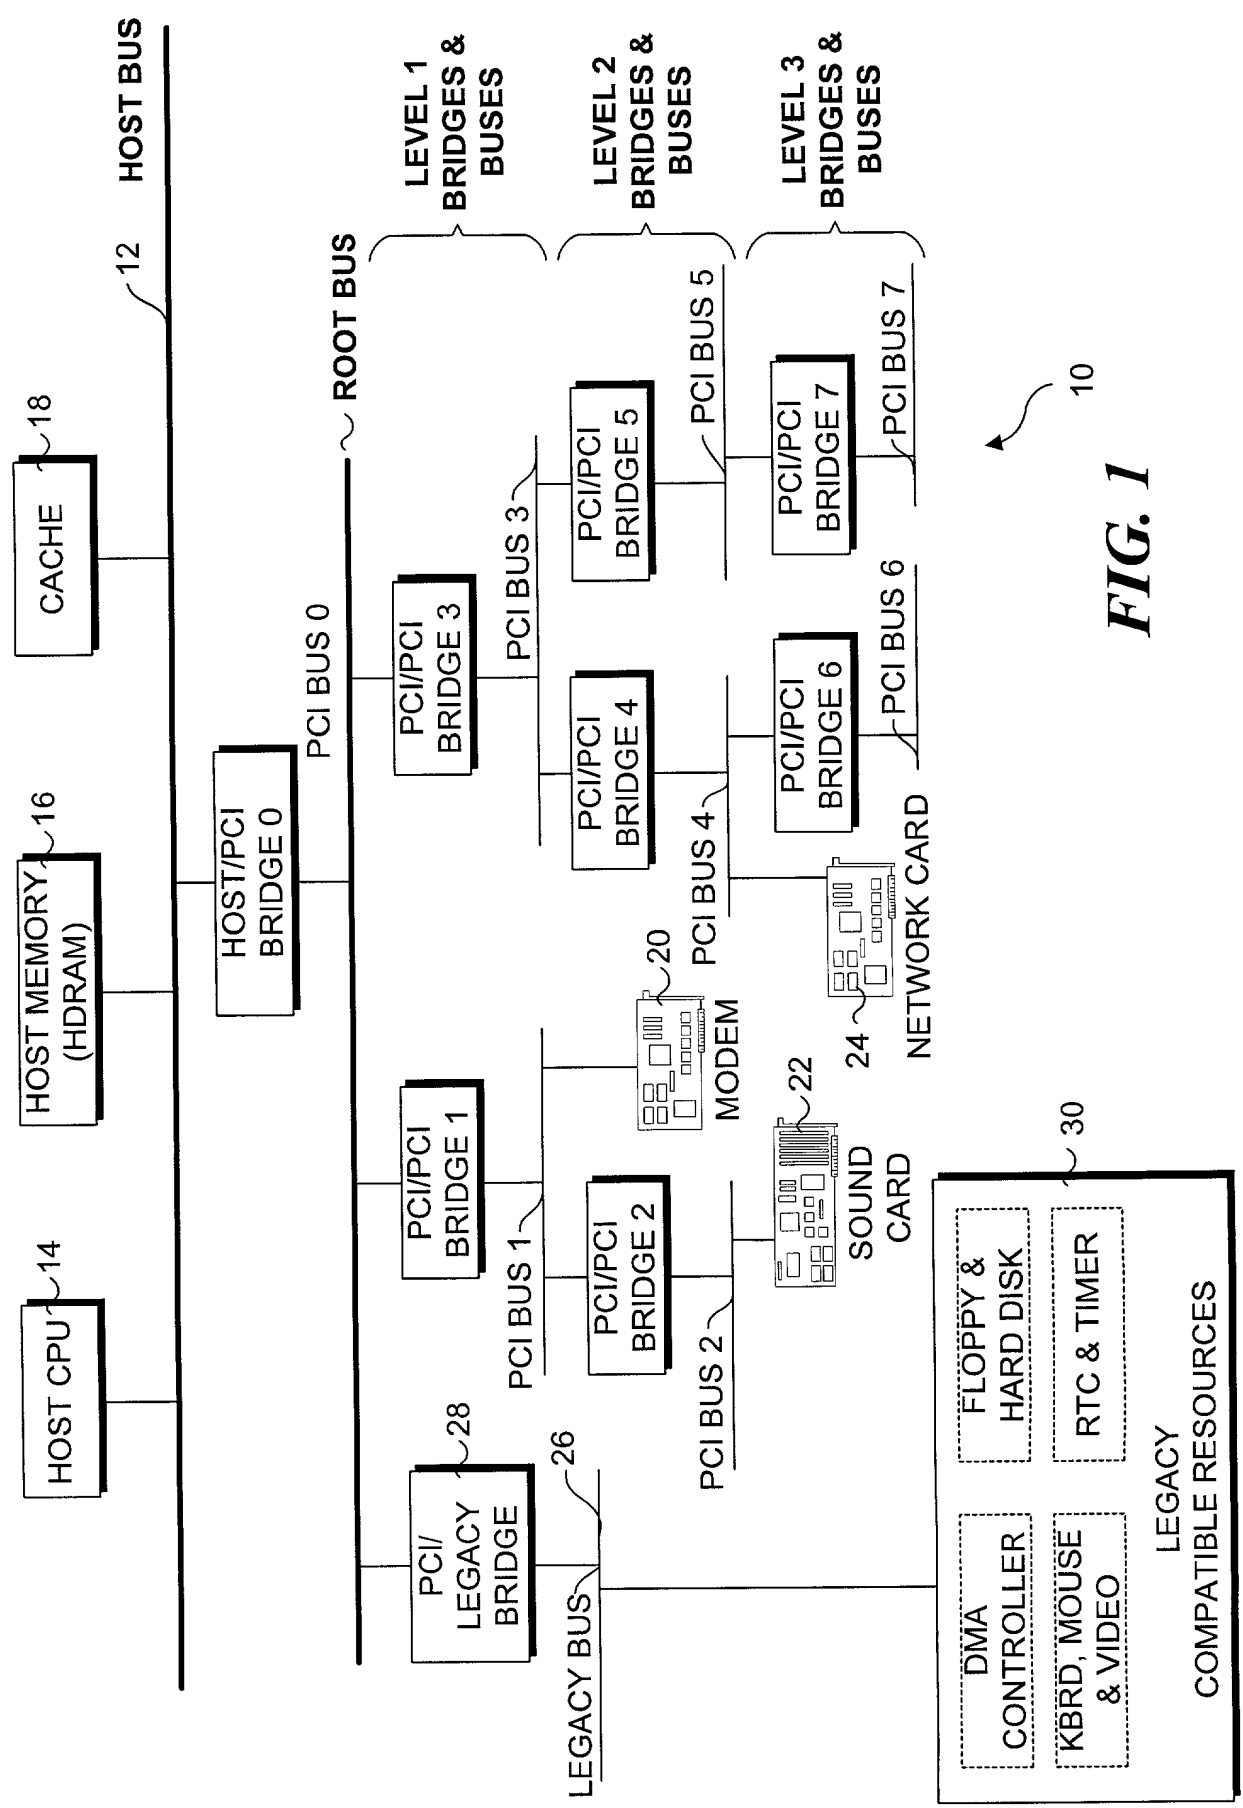 HOST CPU
14
HOST MEMORY
(HDRAM)
16
CACHE
18
12
HOST BUS
HOST/PCI
BRIDGE 0
PCI BUS 0
ROOT BUS
PCI/
LEGACY
BRIDGE
28
PCI/PCI
BRIDGE 1
PCI/PCI
BRIDGE 3
LEVEL 1
BRIDGES &
BUSES
LEGACY BUS
26
PCI BUS 1
PCI BUS 3
PCI/PCI
BRIDGE 2
MODEM
20
PCI/PCI
BRIDGE 4
PCI/PCI
BRIDGE 5
LEVEL 2
BRIDGES &
BUSES
PCI BUS 2
PCI BUS 4
PCI BUS 5
SOUND
CARD
22
24
NETWORK CARD
PCI/PCI
BRIDGE 6
PCI/PCI
BRIDGE 7
LEVEL 3
BRIDGES &
BUSES
PCI BUS 6
PCI BUS 7
30
DMA
CONTROLLER
FLOPPY &
HARD DISK
KBRD, MOUSE
& VIDEO
RTC & TIMER
LEGACY
COMPATIBLE RESOURCES
10
FIG. 1